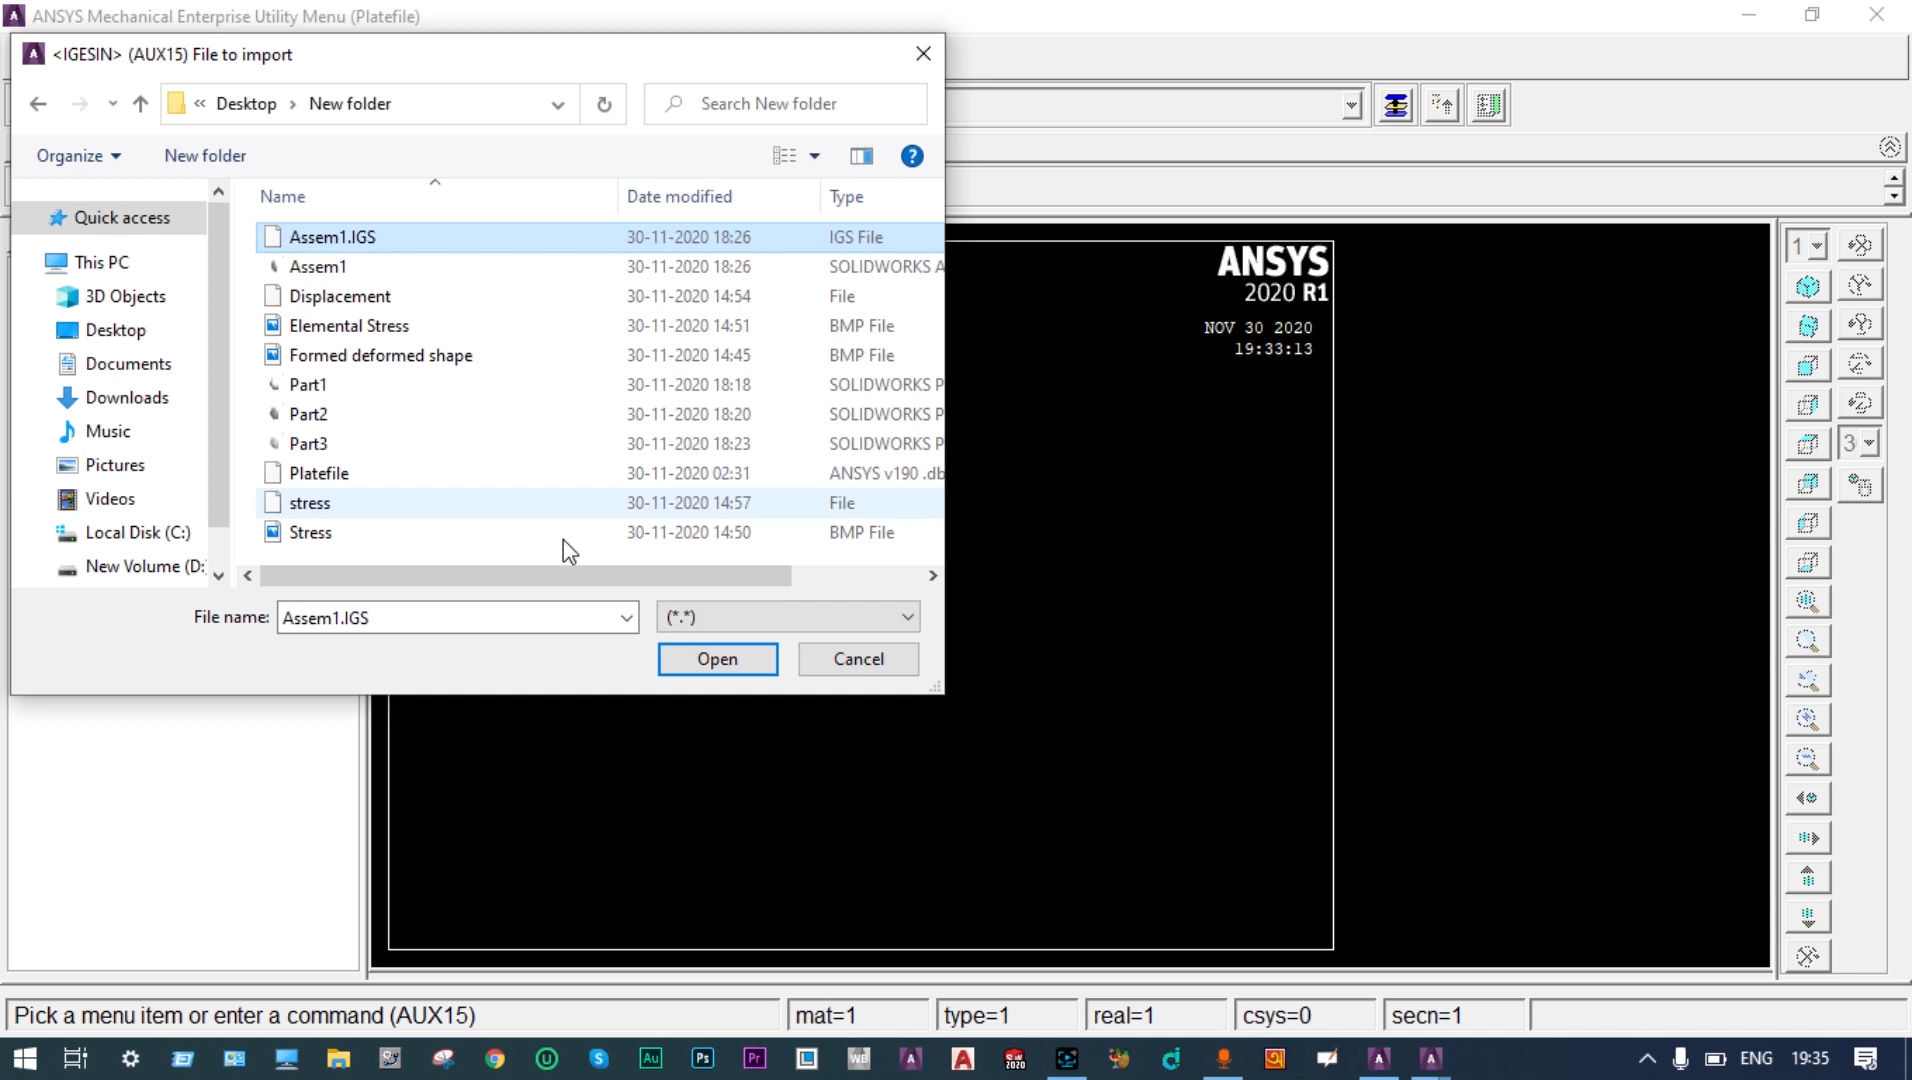 ANSYS Mechanical Enterprise Utility Menu (Platefile)
<IGESIN> (AUX15) File to import
« Desktop › New folder
Search New folder
Organize New folder
Name Date modified Type
Quick access
This PC
3D Objects
Desktop
Documents
Downloads
Music
Pictures
Videos
Local Disk (C:)
New Volume (D:
Assem1.IGS 30-11-2020 18:26 IGS File
Assem1 30-11-2020 18:26 SOLIDWORKS A
Displacement 30-11-2020 14:54 File
Elemental Stress 30-11-2020 14:51 BMP File
Formed deformed shape 30-11-2020 14:45 BMP File
Part1 30-11-2020 18:18 SOLIDWORKS P
Part2 30-11-2020 18:20 SOLIDWORKS P
Part3 30-11-2020 18:23 SOLIDWORKS P
Platefile 30-11-2020 02:31 ANSYS v190 .db
stress 30-11-2020 14:57 File
Stress 30-11-2020 14:50 BMP File
File name: Assem1.IGS (*.*)
Open Cancel
ANSYS
2020 R1
NOV 30 2020
19:33:13
1
3
Pick a menu item or enter a command (AUX15) mat=1 type=1 real=1 csys=0 secn=1
Au Ps Pr L WB A A 2020 A A ENG 19:35